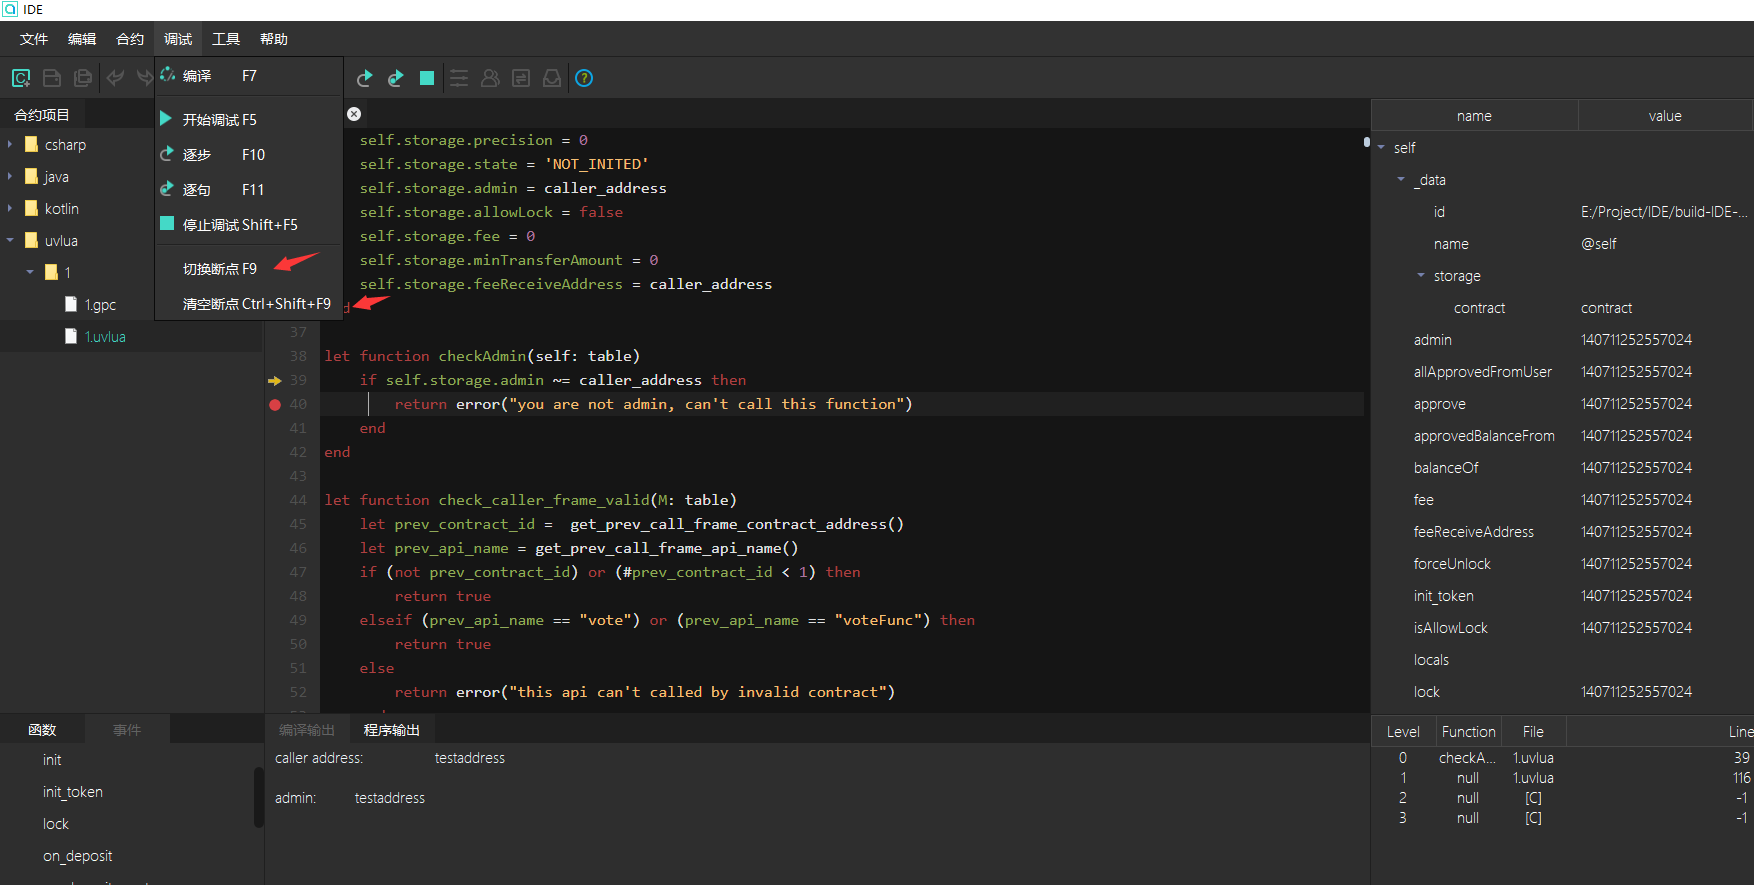 IDE
文件 编辑 合约 调试 工具 帮助
编译 F7
开始调试 F5
逐步 F10
逐句 F11
停止调试 Shift+F5
切换断点 F9
清空断点 Ctrl+Shift+F9
合约项目
csharp
java
kotlin
uvlua
1
1.gpc
1.uvlua
self.storage.precision = 0
self.storage.state = 'NOT_INITED'
self.storage.admin = caller_address
self.storage.allowLock = false
self.storage.fee = 0
self.storage.minTransferAmount = 0
self.storage.feeReceiveAddress = caller_address
d
37
38 let function checkAdmin(self: table)
39 if self.storage.admin ~= caller_address then
40 return error("you are not admin, can't call this function")
41 end
42 end
43
44 let function check_caller_frame_valid(M: table)
45 let prev_contract_id =  get_prev_call_frame_contract_address()
46 let prev_api_name = get_prev_call_frame_api_name()
47 if (not prev_contract_id) or (#prev_contract_id < 1) then
48 return true
49 elseif (prev_api_name == "vote") or (prev_api_name == "voteFunc") then
50 return true
51 else
52 return error("this api can't called by invalid contract")
name value
self
_data
id E:/Project/IDE/build-IDE-...
name @self
storage
contract contract
admin 140711252557024
allApprovedFromUser 140711252557024
approve 140711252557024
approvedBalanceFrom 140711252557024
balanceOf 140711252557024
fee 140711252557024
feeReceiveAddress 140711252557024
forceUnlock 140711252557024
init_token 140711252557024
isAllowLock 140711252557024
locals
lock 140711252557024
函数 事件
init
init_token
lock
on_deposit
编译输出 程序输出
caller address: testaddress
admin: testaddress
Level Function File Line
0 checkA... 1.uvlua 39
1 null 1.uvlua 116
2 null [C] -1
3 null [C] -1